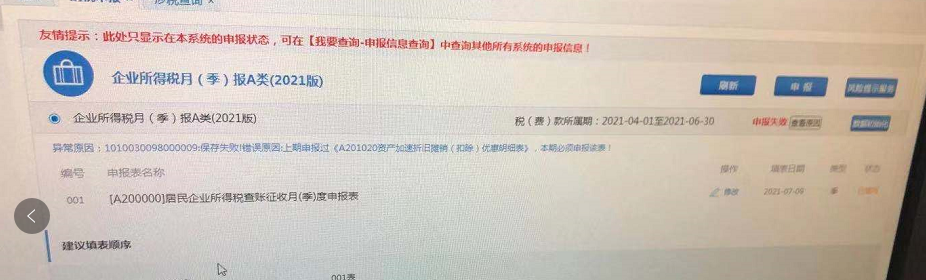 涉税查询 ×
友情提示：此处只显示在本系统的申报状态，可在【我要查询-申报信息查询】中查询其他所有系统的申报信息！
企业所得税月（季）报A类(2021版)
刷新 申 报 风险提示服务
企业所得税月（季）报A类(2021版) 税（费）款所属期：2021-04-01至2021-06-30 申报失败 查看原因
异常原因：1010030098000009:保存失败!错误原因:上期申报过《A201020资产加速折旧摊销（扣除）优惠明细表》，本期必须申报该表！
编号 申报表名称 操作 填表日期 类型 状态
001 [A200000]居民企业所得税查账征收月(季)度申报表 修改 2021-07-09 季
建议填表顺序
001表